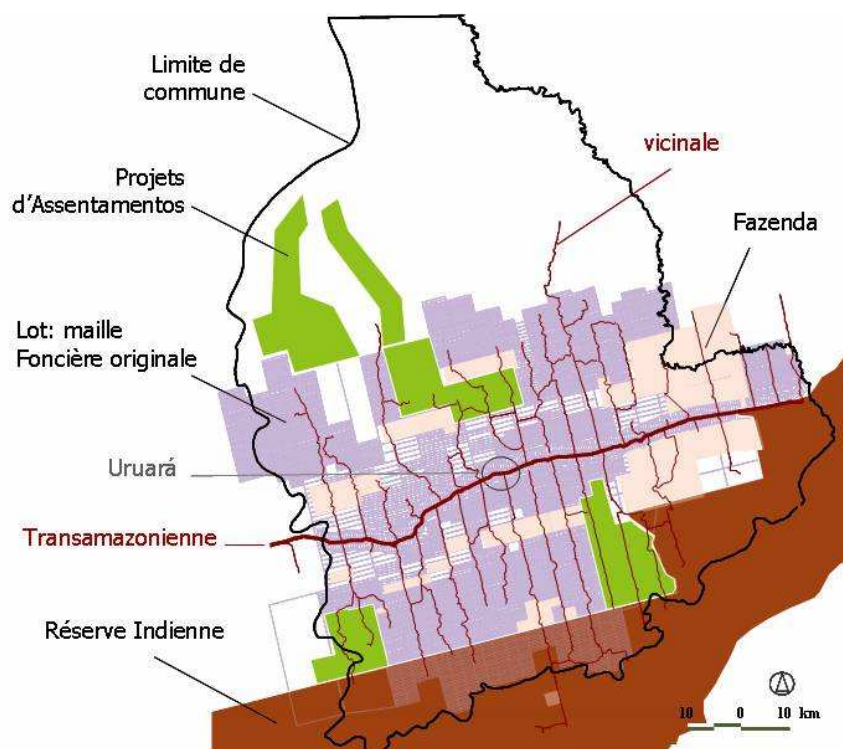 Limite de
commune
vicinale
Projets
d'Assentamentos
Fazenda
Lot: maille
Foncière originale
Uruará
Transamazonienne
Réserve Indienne
10 0 10 km